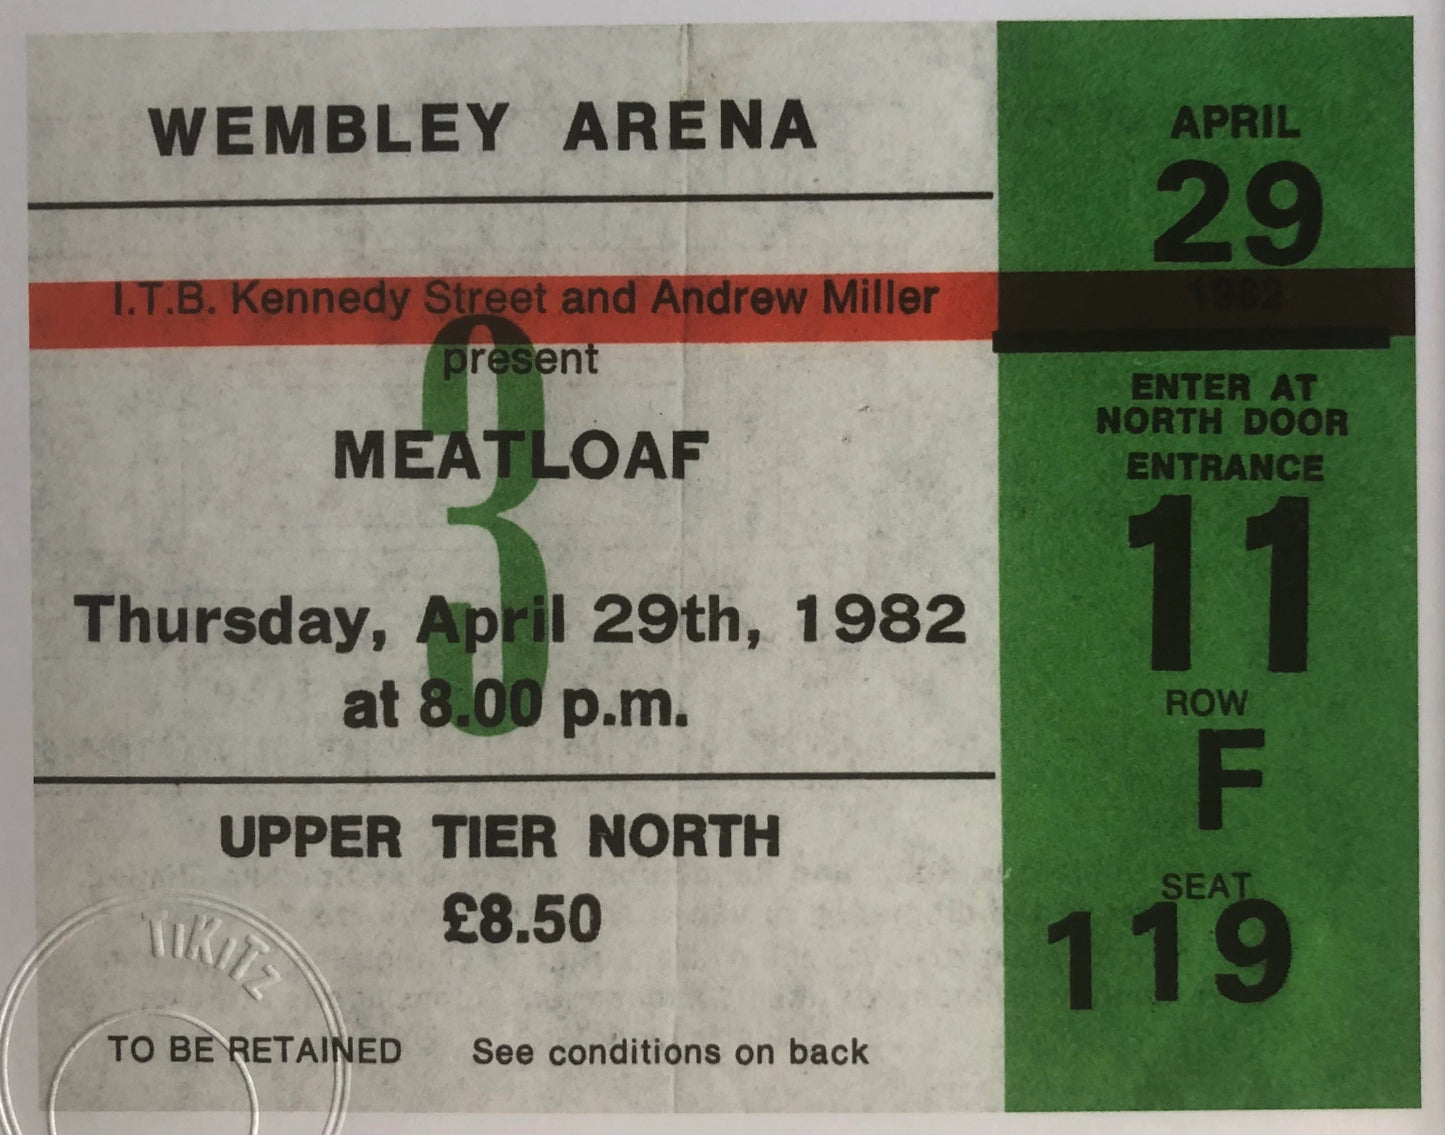 WEMBLEY ARENA
I.T.B. Kennedy Street and Andrew Miller
present
3
MEATLOAF
Thursday, April 29th, 1982
at 8.00 p.m.
UPPER TIER NORTH
£8.50
TiKiTz
TO BE RETAINED See conditions on back
APRIL
29
1982
ENTER AT
NORTH DOOR
ENTRANCE
11
ROW
F
SEAT
119